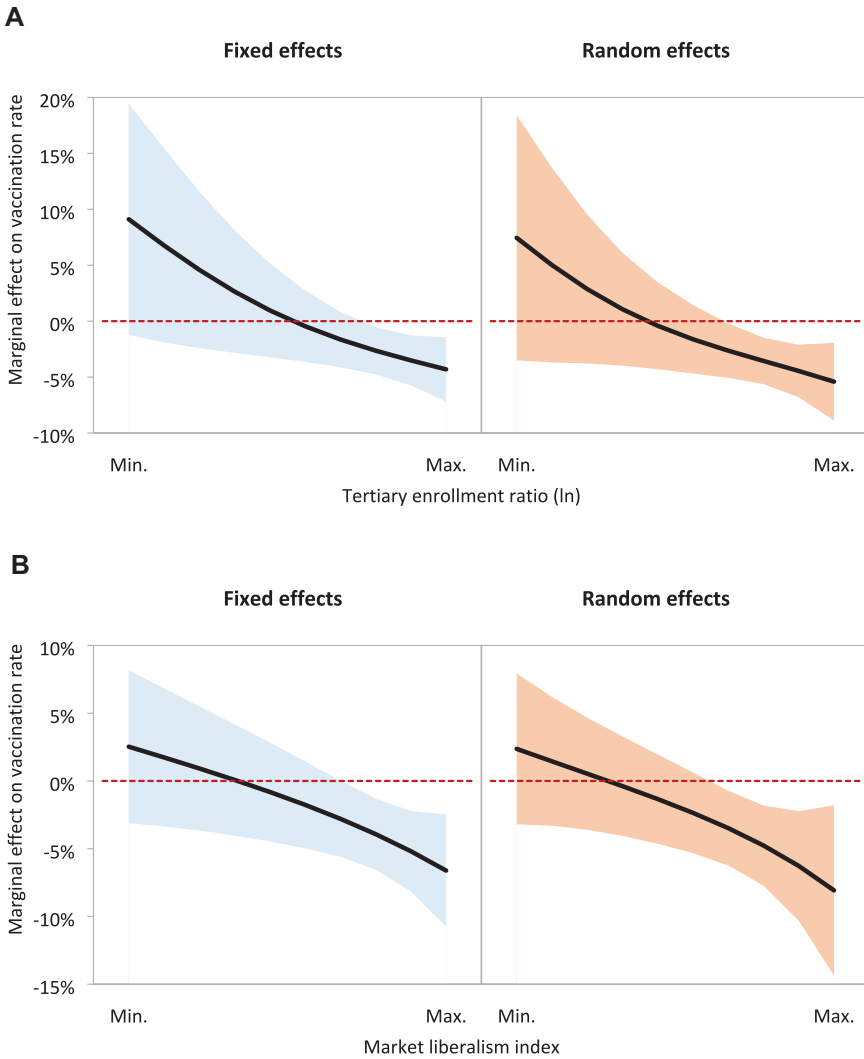 A
Fixed effects
Random effects
Marginal effect on vaccination rate
20%
15%
10%
5%
0%
-5%
-10%
Min.
Max.
Min.
Max.
Tertiary enrollment ratio (ln)
B
Fixed effects
Random effects
Marginal effect on vaccination rate
10%
5%
0%
-5%
-10%
-15%
Min.
Max.
Min.
Max.
Market liberalism index